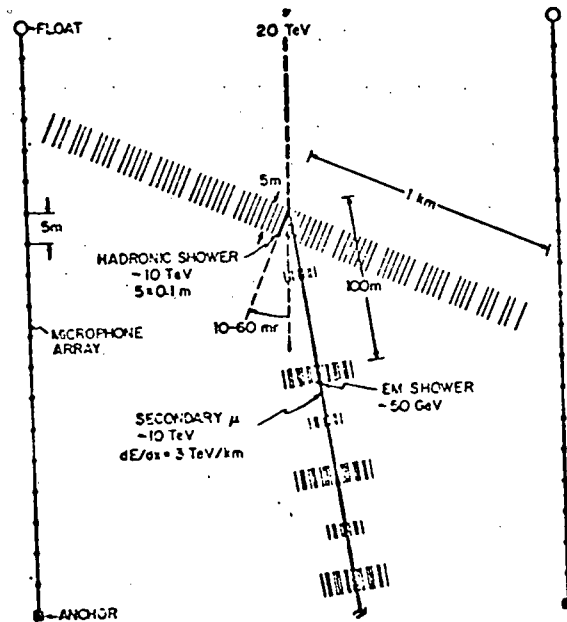 FLOAT
20 TeV
5m
1 km
5m
HADRONIC SHOWER
~10 TeV
5=0.1 m
100m
10-60 mr
MICROPHONE
ARRAY
EM SHOWER
~50 GeV
SECONDARY μ
~10 TeV
dE/dx = 3 TeV/km
ANCHOR